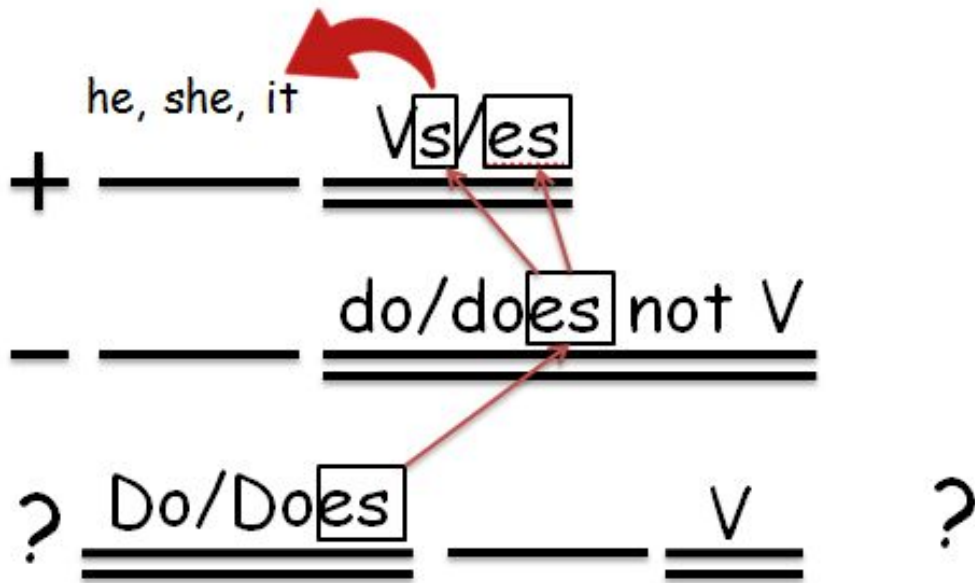 he, she, it
Vs/es
+
do/does not V
-
Do/Does
V
? ?